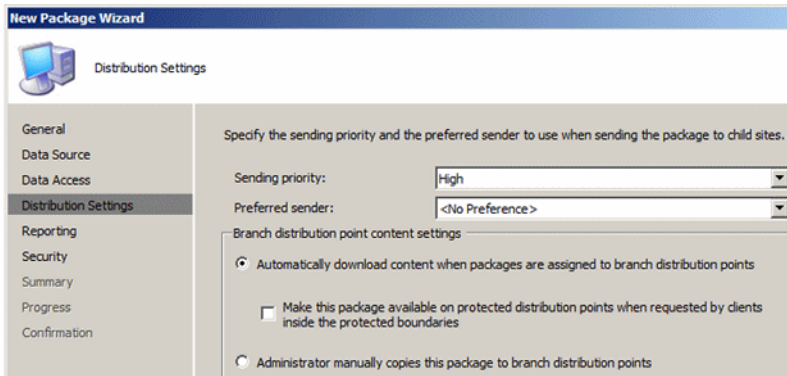 New Package Wizard
Distribution Settings
General
Data Source
Data Access
Distribution Settings
Reporting
Security
Summary
Progress
Confirmation
Specify the sending priority and the preferred sender to use when sending the package to child sites.
Sending priority:
High
Preferred sender:
<No Preference>
Branch distribution point content settings
Automatically download content when packages are assigned to branch distribution points
Make this package available on protected distribution points when requested by clients
inside the protected boundaries
Administrator manually copies this package to branch distribution points